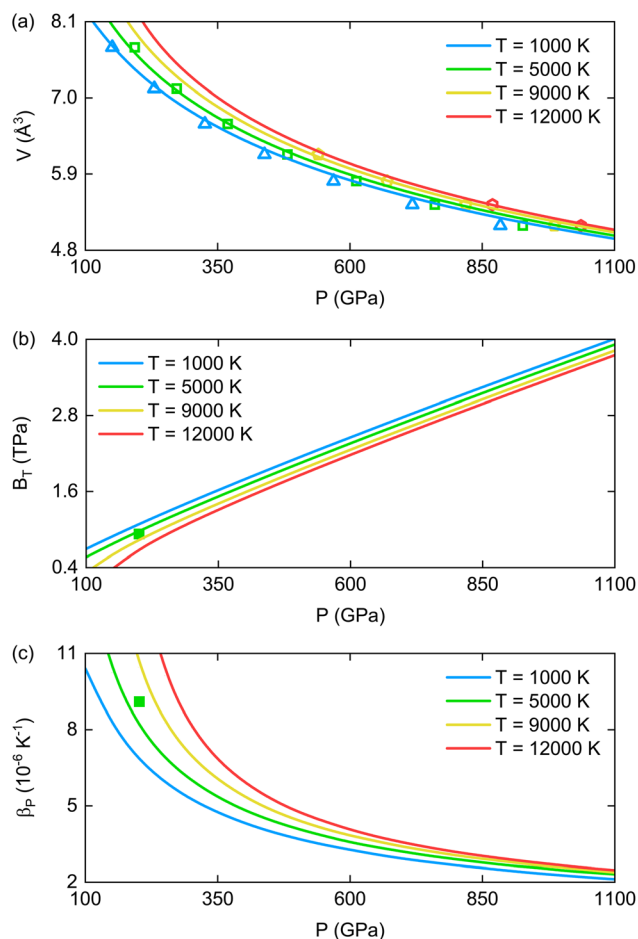 (a)
8.1
7.0
5.9
4.8
V (Å³)
T = 1000 K
T = 5000 K
T = 9000 K
T = 12000 K
100 350 600 850 1100
P (GPa)
(b)
4.0
2.8
1.6
0.4
B_T (TPa)
T = 1000 K
T = 5000 K
T = 9000 K
T = 12000 K
100 350 600 850 1100
P (GPa)
(c)
11
8
5
2
β_P (10⁻⁶ K⁻¹)
T = 1000 K
T = 5000 K
T = 9000 K
T = 12000 K
100 350 600 850 1100
P (GPa)